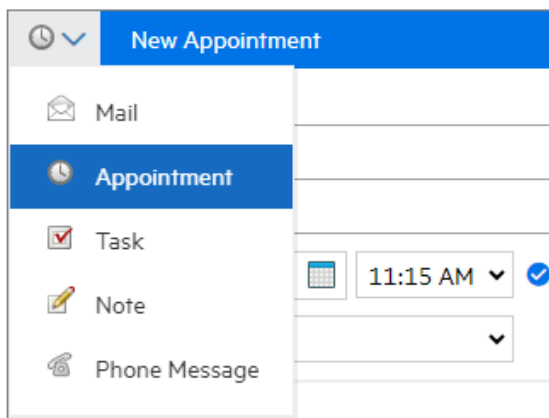 New Appointment
Mail
Appointment
Task
11:15 AM
Note
Phone Message